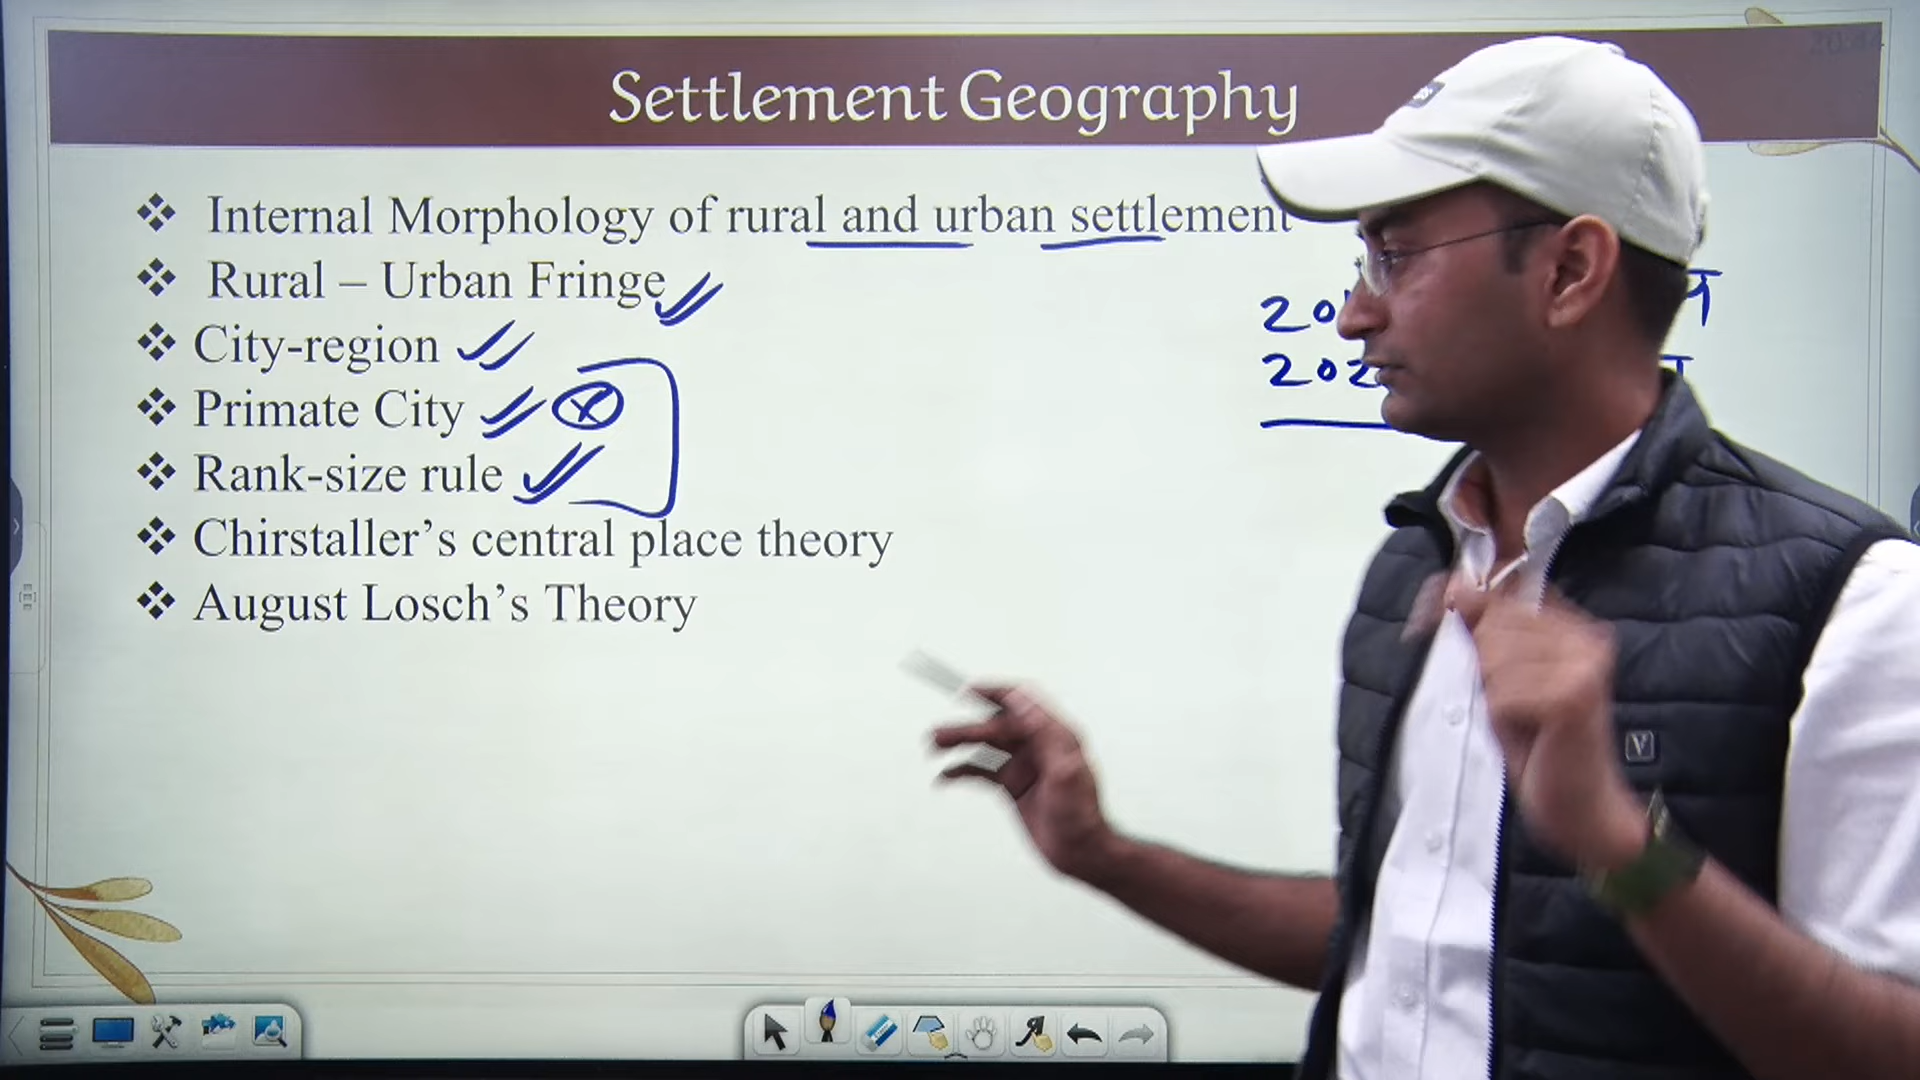 Settlement Geography
Internal Morphology of rural and urban settlement
Rural – Urban Fringe
City-region
Primate City
Rank-size rule
Chirstaller's central place theory
August Losch's Theory
V